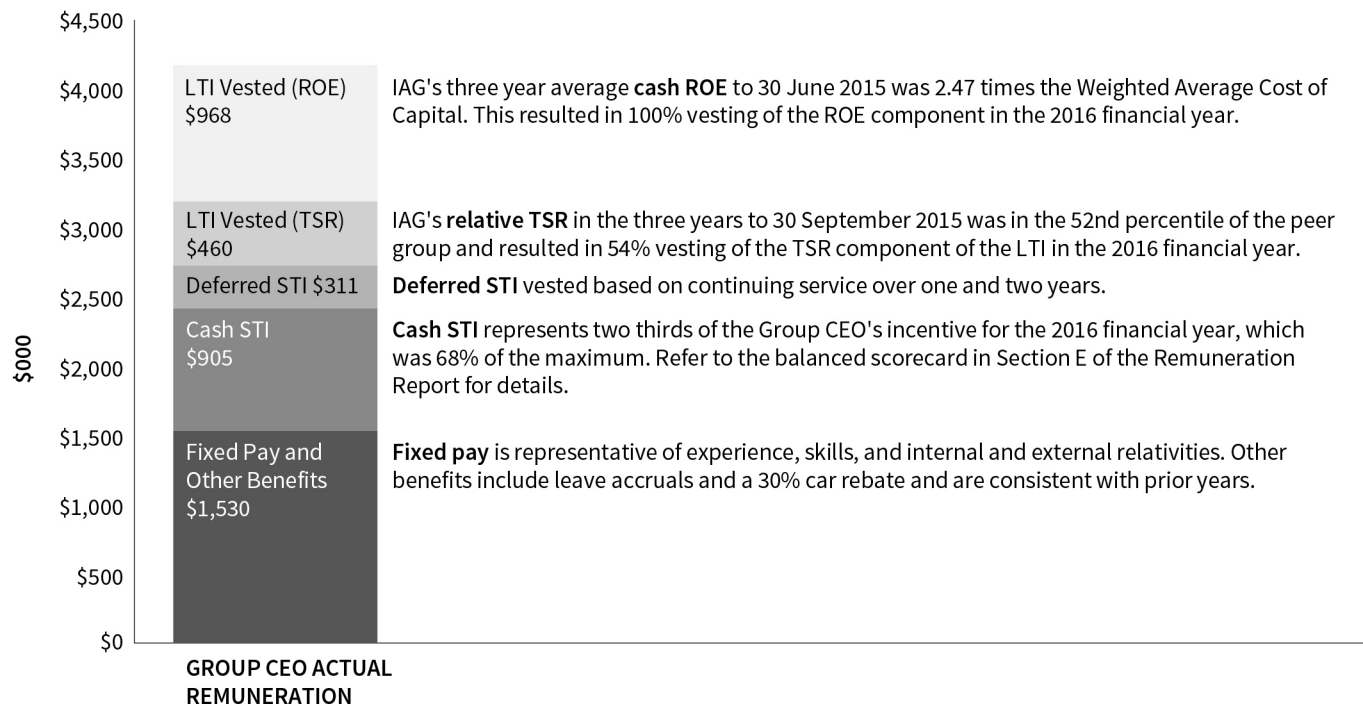 $4,500
$4,000
$3,500
$3,000
$2,500
$2,000
$1,500
$1,000
$500
$0
$000
LTI Vested (ROE)
$968
IAG's three year average cash ROE to 30 June 2015 was 2.47 times the Weighted Average Cost of
Capital. This resulted in 100% vesting of the ROE component in the 2016 financial year.
LTI Vested (TSR)
$460
IAG's relative TSR in the three years to 30 September 2015 was in the 52nd percentile of the peer
group and resulted in 54% vesting of the TSR component of the LTI in the 2016 financial year.
Deferred STI $311
Deferred STI vested based on continuing service over one and two years.
Cash STI
$905
Cash STI represents two thirds of the Group CEO's incentive for the 2016 financial year, which
was 68% of the maximum. Refer to the balanced scorecard in Section E of the Remuneration
Report for details.
Fixed Pay and
Other Benefits
$1,530
Fixed pay is representative of experience, skills, and internal and external relativities. Other
benefits include leave accruals and a 30% car rebate and are consistent with prior years.
GROUP CEO ACTUAL
REMUNERATION